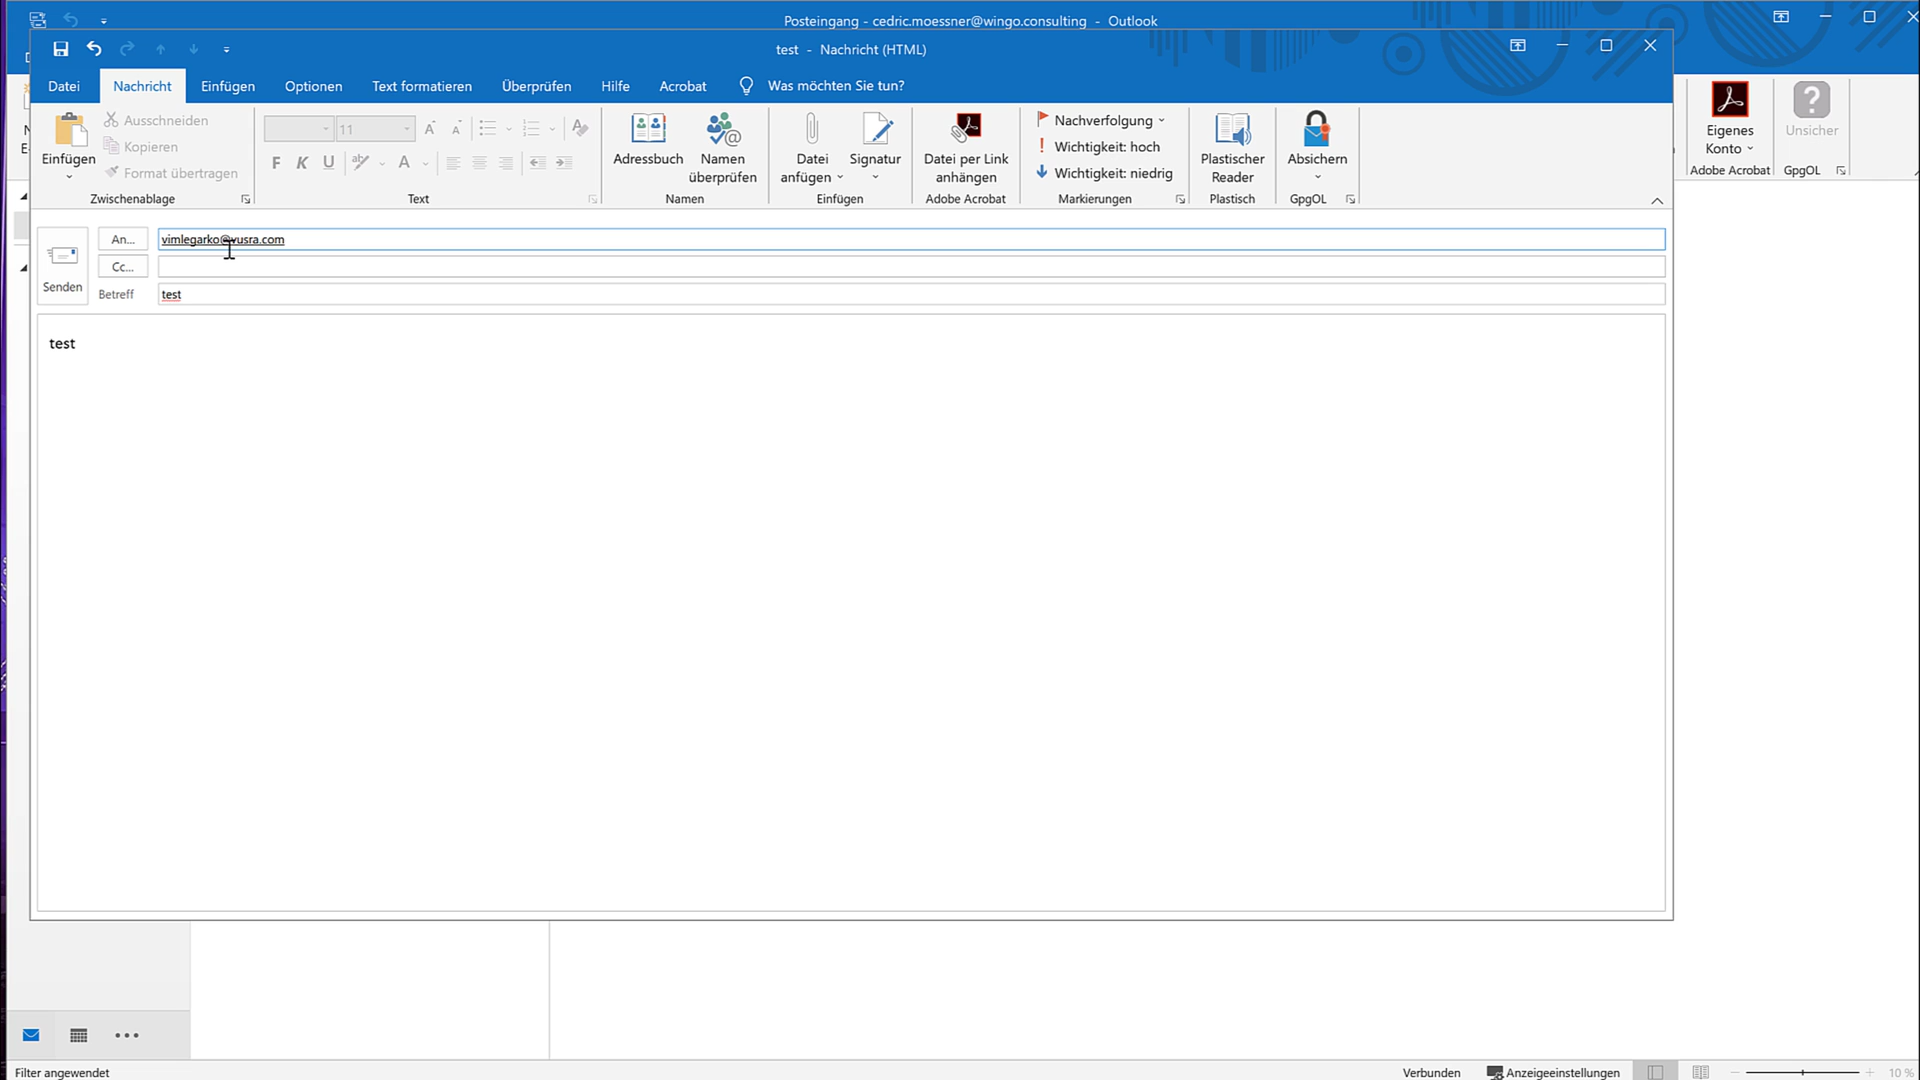 Posteingang - cedric.moessner@wingo.consulting - Outlook
test - Nachricht (HTML)
Datei Nachricht Einfügen Optionen Text formatieren Überprüfen Hilfe Acrobat Was möchten Sie tun?
Einfügen
Ausschneiden
Kopieren
Format übertragen
Zwischenablage
11
F K U
Text
Adressbuch
Namen überprüfen
Namen
Datei anfügen
Signatur
Einfügen
Datei per Link anhängen
Adobe Acrobat
Nachverfolgung
Wichtigkeit: hoch
Wichtigkeit: niedrig
Markierungen
Plastischer Reader
Plastisch
Absichern
GpgOL
Eigenes Konto
Adobe Acrobat
Unsicher
GpgOL
Senden
An... vimlegarko@vusra.com
Cc...
Betreff test
test
Filter angewendet
Verbunden Anzeigeeinstellungen 10 %